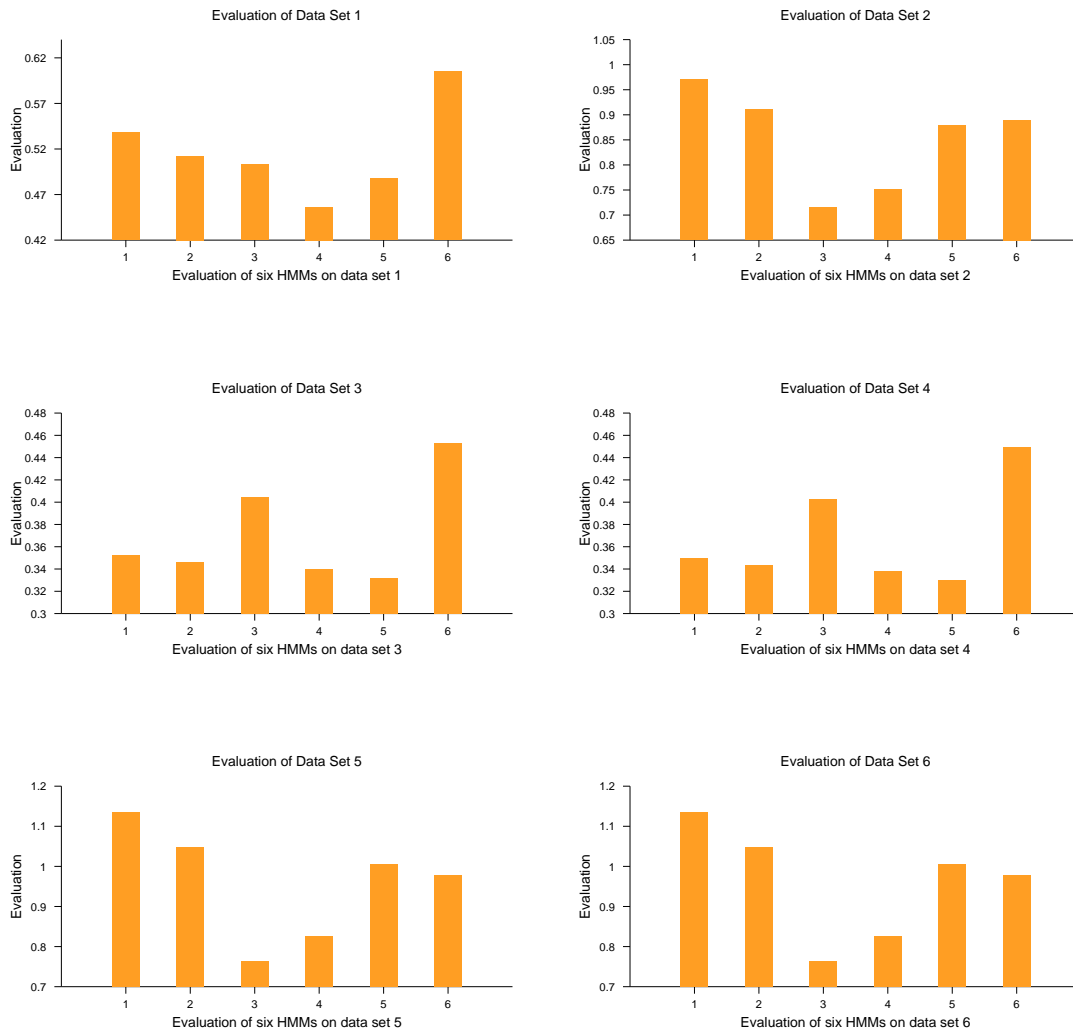 Evaluation of Data Set 1
Evaluation
0.62
0.57
0.52
0.47
0.42
1 2 3 4 5 6
Evaluation of six HMMs on data set 1
Evaluation of Data Set 2
Evaluation
1.05
1
0.95
0.9
0.85
0.8
0.75
0.7
0.65
1 2 3 4 5 6
Evaluation of six HMMs on data set 2
Evaluation of Data Set 3
Evaluation
0.48
0.46
0.44
0.42
0.4
0.38
0.36
0.34
0.32
0.3
1 2 3 4 5 6
Evaluation of six HMMs on data set 3
Evaluation of Data Set 4
Evaluation
0.48
0.46
0.44
0.42
0.4
0.38
0.36
0.34
0.32
0.3
1 2 3 4 5 6
Evaluation of six HMMs on data set 4
Evaluation of Data Set 5
Evaluation
1.2
1.1
1
0.9
0.8
0.7
1 2 3 4 5 6
Evaluation of six HMMs on data set 5
Evaluation of Data Set 6
Evaluation
1.2
1.1
1
0.9
0.8
0.7
1 2 3 4 5 6
Evaluation of six HMMs on data set 6